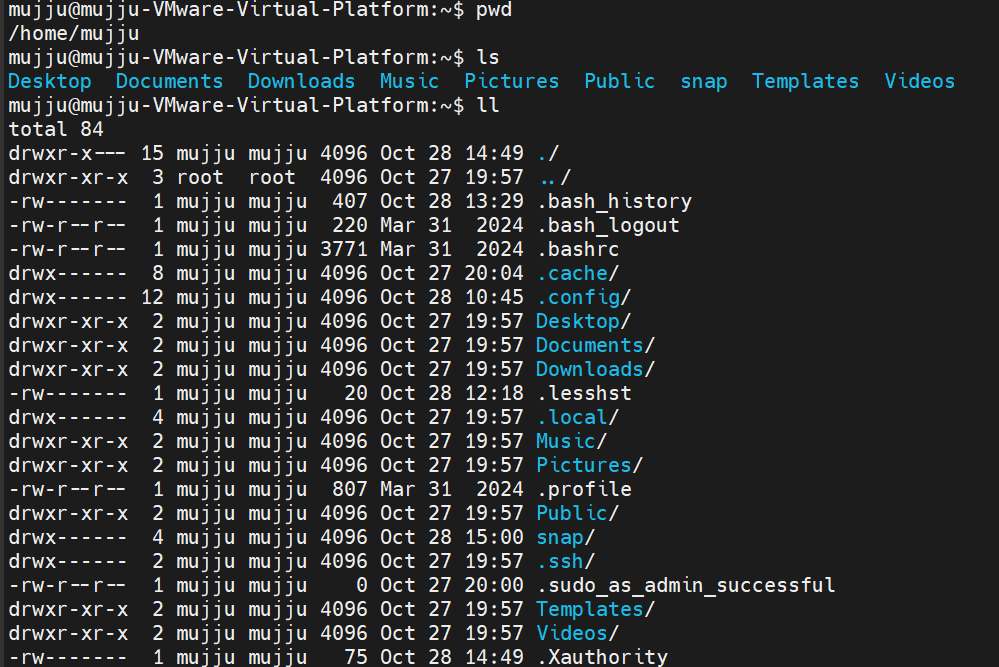 mujju@mujju-VMware-Virtual-Platform:~$ pwd
/home/mujju
mujju@mujju-VMware-Virtual-Platform:~$ ls
Desktop  Documents  Downloads  Music  Pictures  Public  snap  Templates  Videos
mujju@mujju-VMware-Virtual-Platform:~$ ll
total 84
drwxr-x--- 15 mujju mujju 4096 Oct 28 14:49 ./
drwxr-xr-x  3 root  root  4096 Oct 27 19:57 ../
-rw-------  1 mujju mujju  407 Oct 28 13:29 .bash_history
-rw-r--r--  1 mujju mujju  220 Mar 31  2024 .bash_logout
-rw-r--r--  1 mujju mujju 3771 Mar 31  2024 .bashrc
drwx------  8 mujju mujju 4096 Oct 27 20:04 .cache/
drwx------ 12 mujju mujju 4096 Oct 28 10:45 .config/
drwxr-xr-x  2 mujju mujju 4096 Oct 27 19:57 Desktop/
drwxr-xr-x  2 mujju mujju 4096 Oct 27 19:57 Documents/
drwxr-xr-x  2 mujju mujju 4096 Oct 27 19:57 Downloads/
-rw-------  1 mujju mujju   20 Oct 28 12:18 .lesshst
drwx------  4 mujju mujju 4096 Oct 27 19:57 .local/
drwxr-xr-x  2 mujju mujju 4096 Oct 27 19:57 Music/
drwxr-xr-x  2 mujju mujju 4096 Oct 27 19:57 Pictures/
-rw-r--r--  1 mujju mujju  807 Mar 31  2024 .profile
drwxr-xr-x  2 mujju mujju 4096 Oct 27 19:57 Public/
drwx------  4 mujju mujju 4096 Oct 28 15:00 snap/
drwx------  2 mujju mujju 4096 Oct 27 19:57 .ssh/
-rw-r--r--  1 mujju mujju    0 Oct 27 20:00 .sudo_as_admin_successful
drwxr-xr-x  2 mujju mujju 4096 Oct 27 19:57 Templates/
drwxr-xr-x  2 mujju mujju 4096 Oct 27 19:57 Videos/
-rw-------  1 mujju mujju   75 Oct 28 14:49 .Xauthority